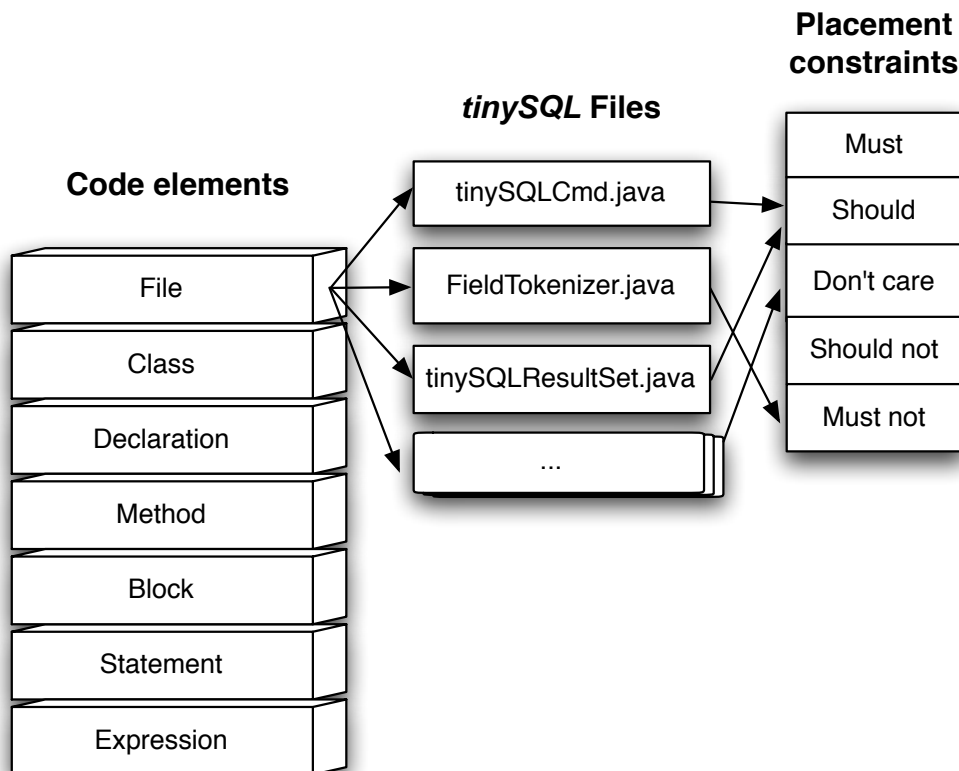 Placement
constraints
tinySQL Files
Code elements
Must
Should
Don't care
Should not
Must not
tinySQLCmd.java
FieldTokenizer.java
tinySQLResultSet.java
...
File
Class
Declaration
Method
Block
Statement
Expression